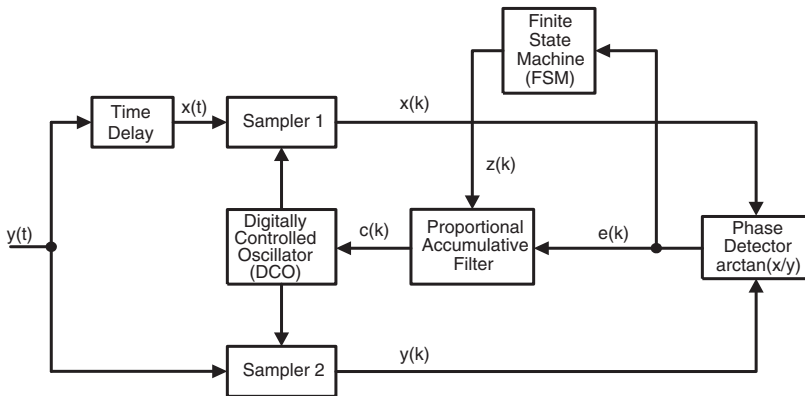 Finite
State
Machine
(FSM)
x(t)
x(k)
Time
Delay
Sampler 1
z(k)
y(t)
Digitally
Controlled
Oscillator
(DCO)
c(k)
Proportional
Accumulative
Filter
e(k)
Phase
Detector
arctan(x/y)
Sampler 2
y(k)